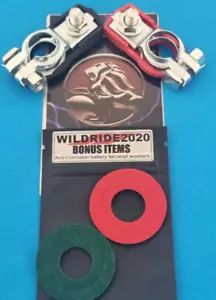 WILDRIDE2020
BONUS ITEMS
Anti Corrosion battery terminal washers